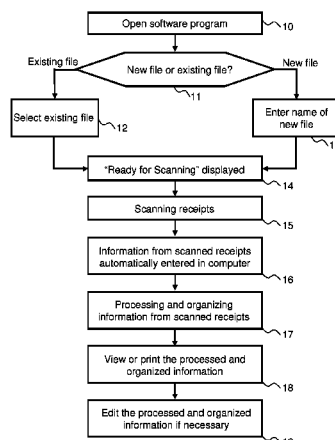 Open software program
10
Existing file
New file or existing file?
New file
11
Select existing file
12
Enter name of
new file
1
"Ready for Scanning" displayed
14
Scanning receipts
15
Information from scanned receipts
automatically entered in computer
16
Processing and organizing
information from scanned receipts
17
View or print the processed and
organized information
18
Edit the processed and organized
information if necessary